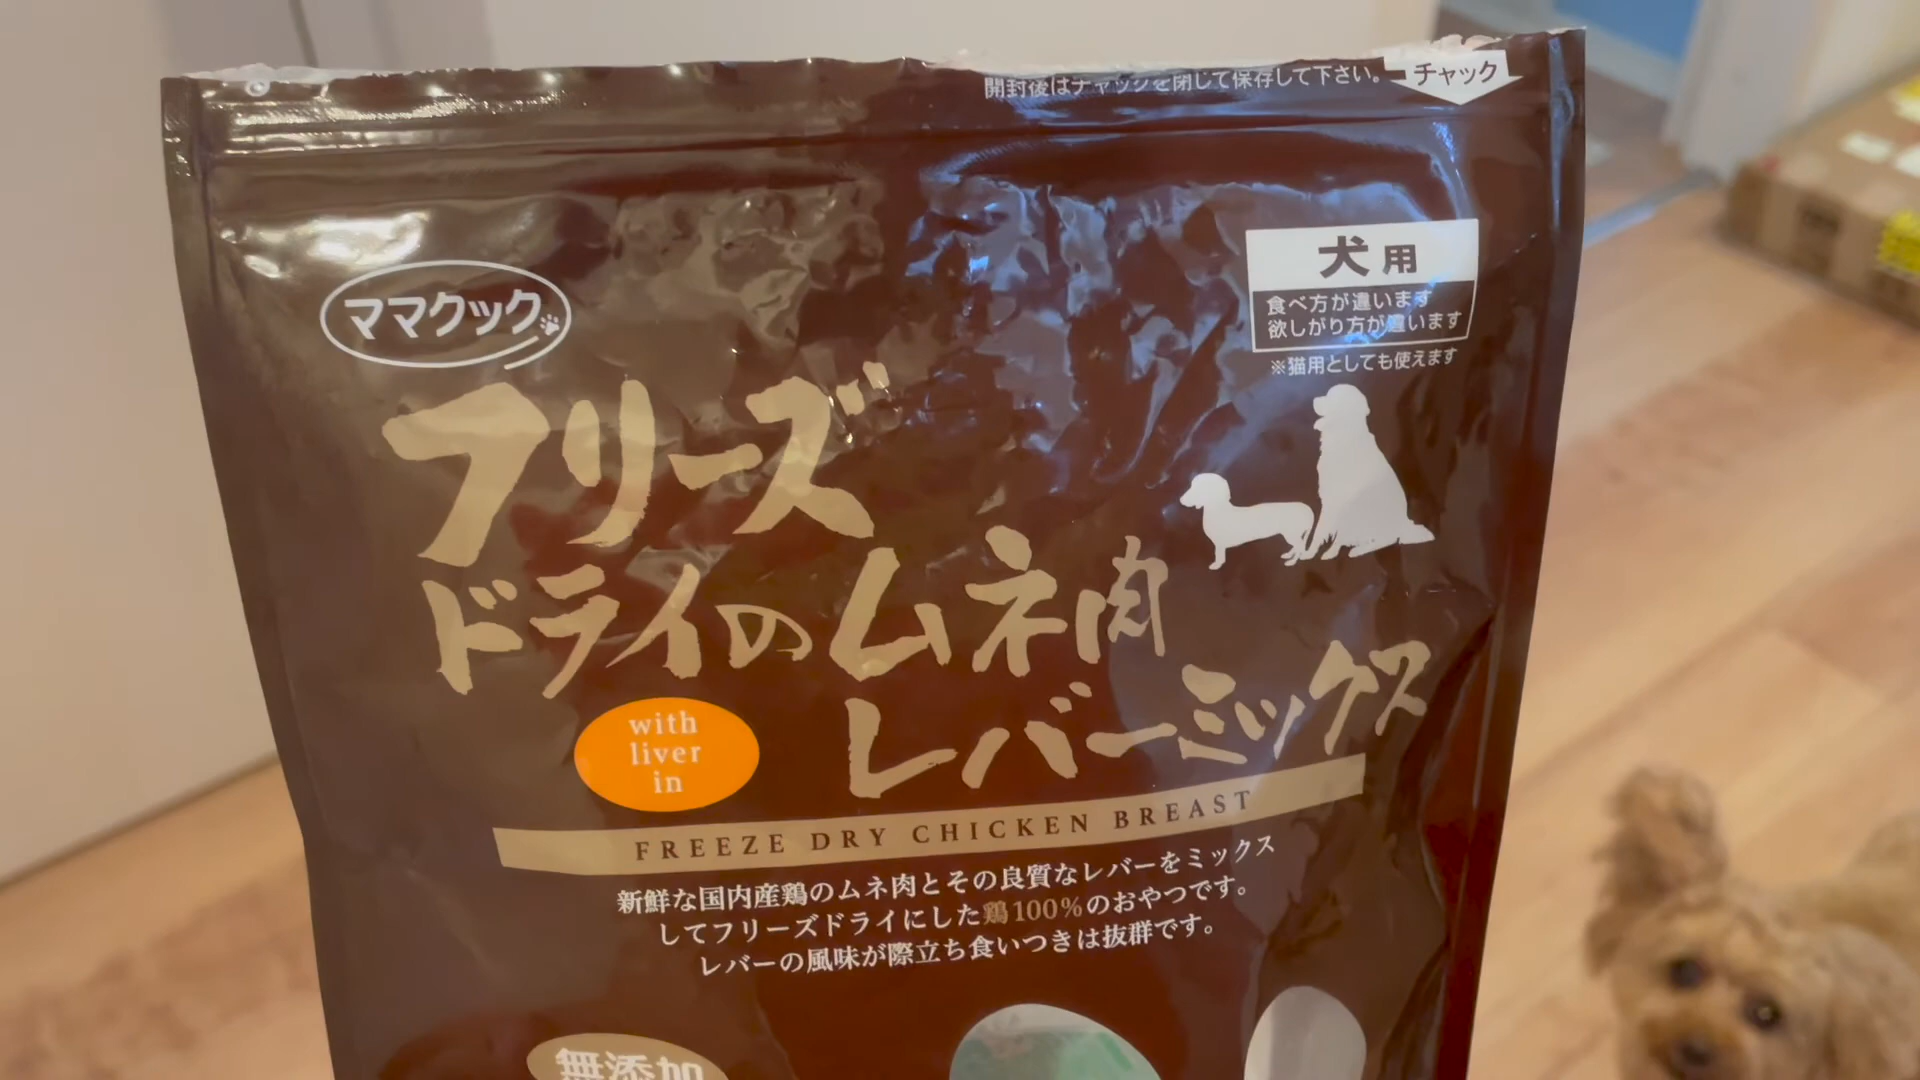 開封後はチャックを閉じて保存して下さい。
チャック
ママクック
犬用
食べ方が違います
欲しがり方が違います
※猫用としても使えます
フリーズ
ドライのムネ肉
レバーミックス
with
liver
in
FREEZE DRY CHICKEN BREAST
新鮮な国内産鶏のムネ肉とその良質なレバーをミックス
してフリーズドライにした鶏100%のおやつです。
レバーの風味が際立ち食いつきは抜群です。
無添加